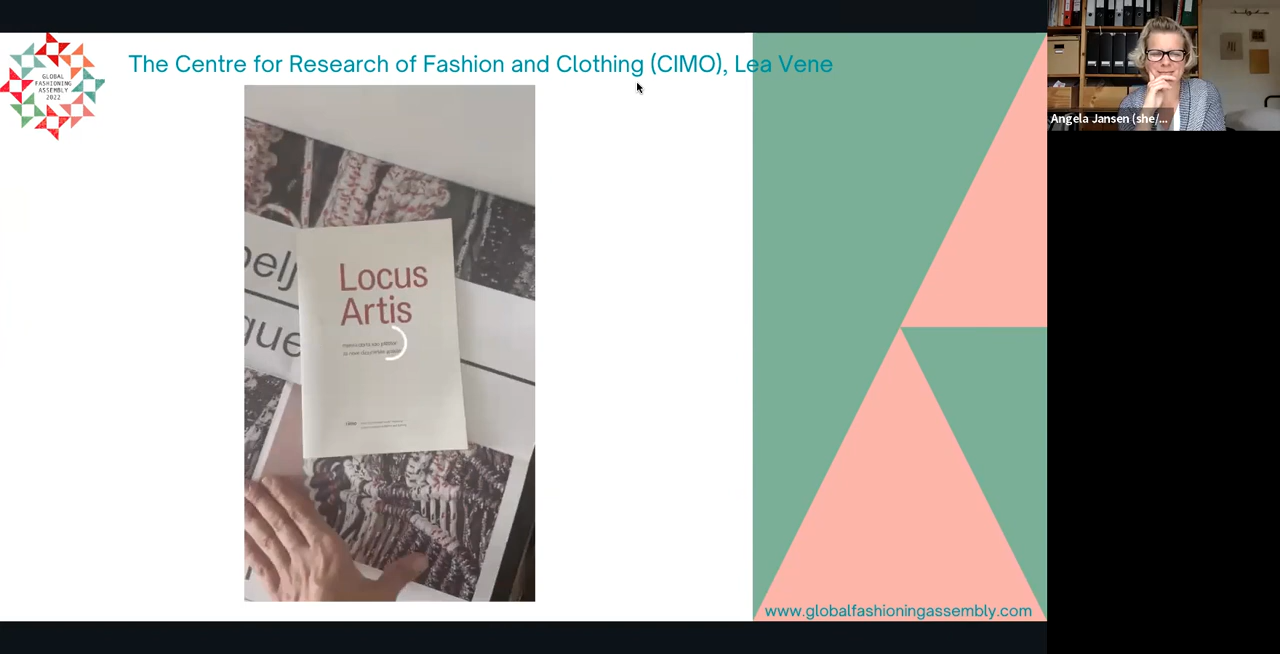 The Centre for Research of Fashion and Clothing (CIMO), Lea Vene
GLOBAL
FASHIONING
ASSEMBLY
2022
Angela Jansen (she/...
Locus
Artis
www.globalfashioningassembly.com